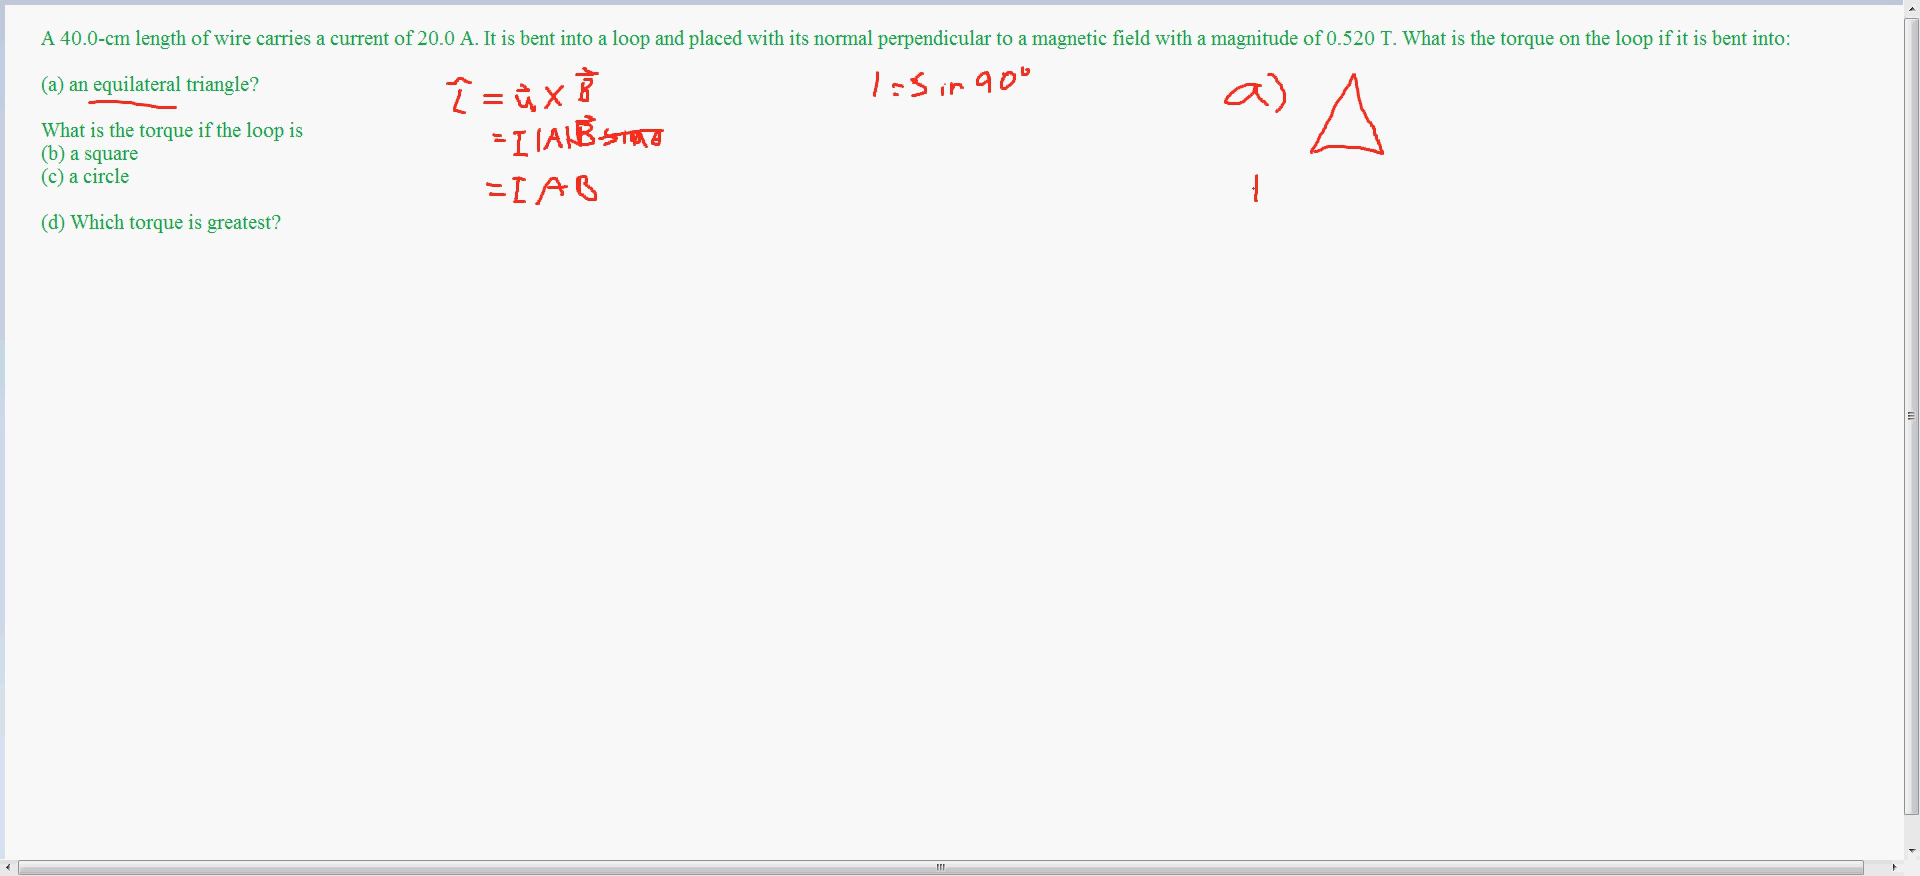 A 40.0-cm length of wire carries a current of 20.0 A. It is bent into a loop and placed with its normal perpendicular to a magnetic field with a magnitude of 0.520 T. What is the torque on the loop if it is bent into:
(a) an equilateral triangle?
What is the torque if the loop is
(b) a square
(c) a circle
(d) Which torque is greatest?
= u × B
= I |A| B
= I A B
1 = sin 90°
a)